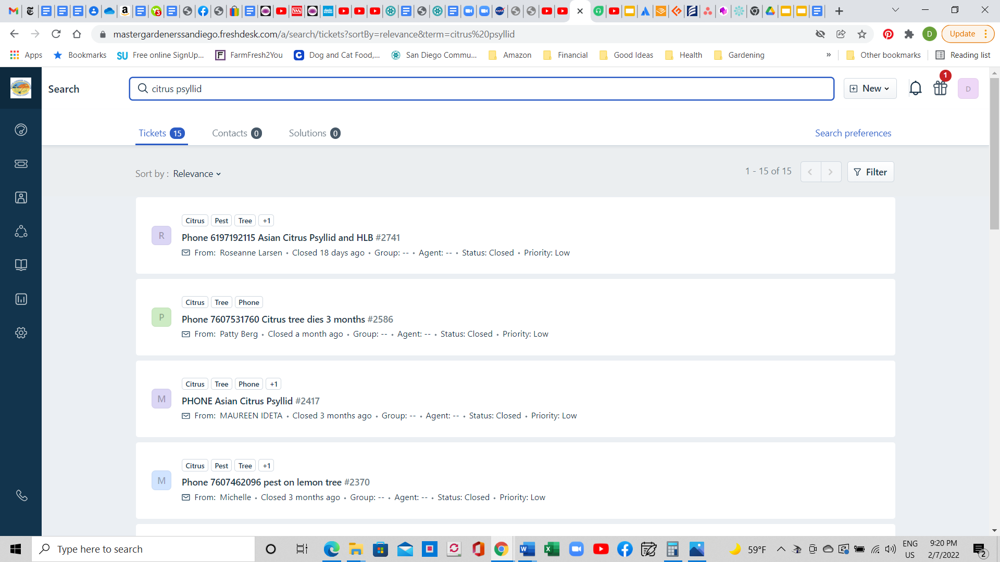 mastergardenerssandiego.freshdesk.com/a/search/tickets?sortBy=relevance&term=citrus%20psyllid
D
Update
Apps
Bookmarks
SU Free online SignUp...
F FarmFresh2You
C Dog and Cat Food,...
San Diego Commu...
Amazon
Financial
Good Ideas
Health
Gardening
»
Other bookmarks
Reading list
Search
citrus psyllid
New
1
D
Tickets 15
Contacts 0
Solutions 0
Search preferences
Sort by : Relevance
1 - 15 of 15
Filter
Citrus Pest Tree +1
R
Phone 6197192115 Asian Citrus Psyllid and HLB #2741
From: Roseanne Larsen • Closed 18 days ago • Group: -- • Agent: -- • Status: Closed • Priority: Low
Citrus Tree Phone
P
Phone 7607531760 Citrus tree dies 3 months #2586
From: Patty Berg • Closed a month ago • Group: -- • Agent: -- • Status: Closed • Priority: Low
Citrus Tree Phone +1
M
PHONE Asian Citrus Psyllid #2417
From: MAUREEN IDETA • Closed 3 months ago • Group: -- • Agent: -- • Status: Closed • Priority: Low
Citrus Pest Tree +1
M
Phone 7607462096 pest on lemon tree #2370
From: Michelle • Closed 3 months ago • Group: -- • Agent: -- • Status: Closed • Priority: Low
Type here to search
59°F
ENG
US
9:20 PM
2/7/2022
2